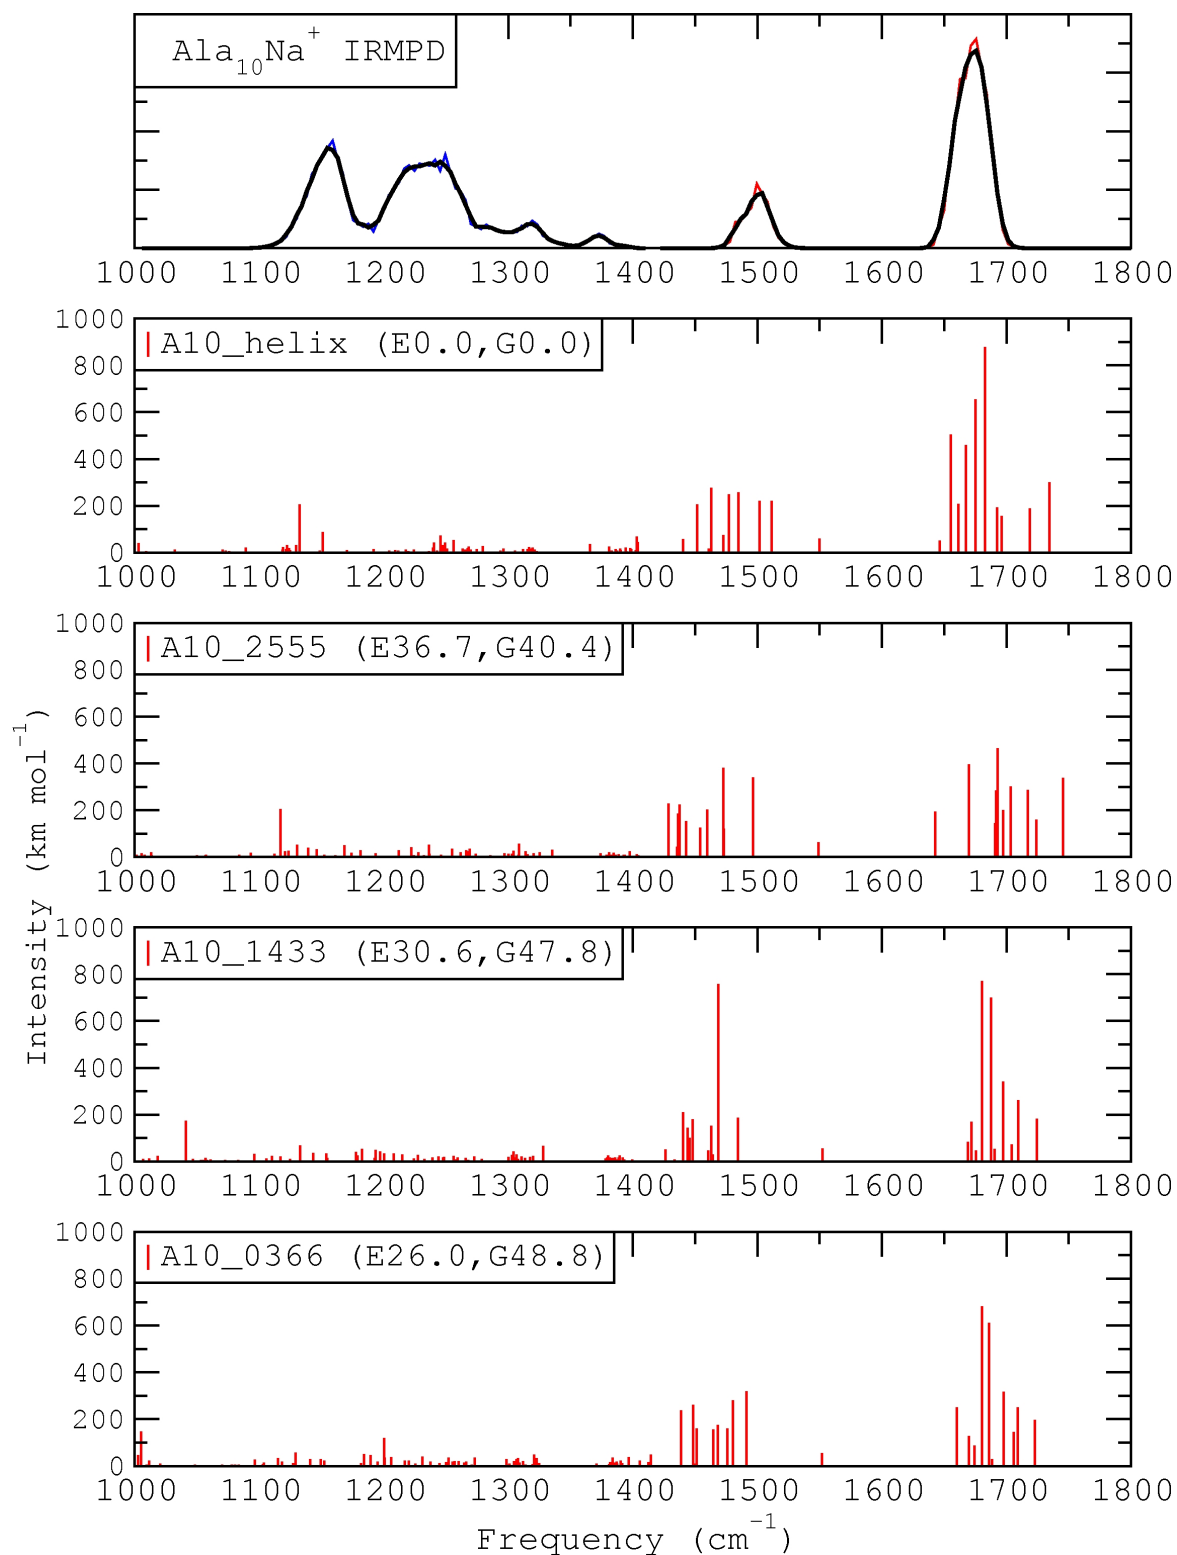 Ala₁₀Na⁺ IRMPD
1000 1100 1200 1300 1400 1500 1600 1700 1800
A10_helix (E0.0,G0.0)
1000
800
600
400
200
0
1000 1100 1200 1300 1400 1500 1600 1700 1800
A10_2555 (E36.7,G40.4)
1000
800
600
400
200
0
1000 1100 1200 1300 1400 1500 1600 1700 1800
Intensity (km mol⁻¹)
A10_1433 (E30.6,G47.8)
1000
800
600
400
200
0
1000 1100 1200 1300 1400 1500 1600 1700 1800
A10_0366 (E26.0,G48.8)
1000
800
600
400
200
0
1000 1100 1200 1300 1400 1500 1600 1700 1800
Frequency (cm⁻¹)